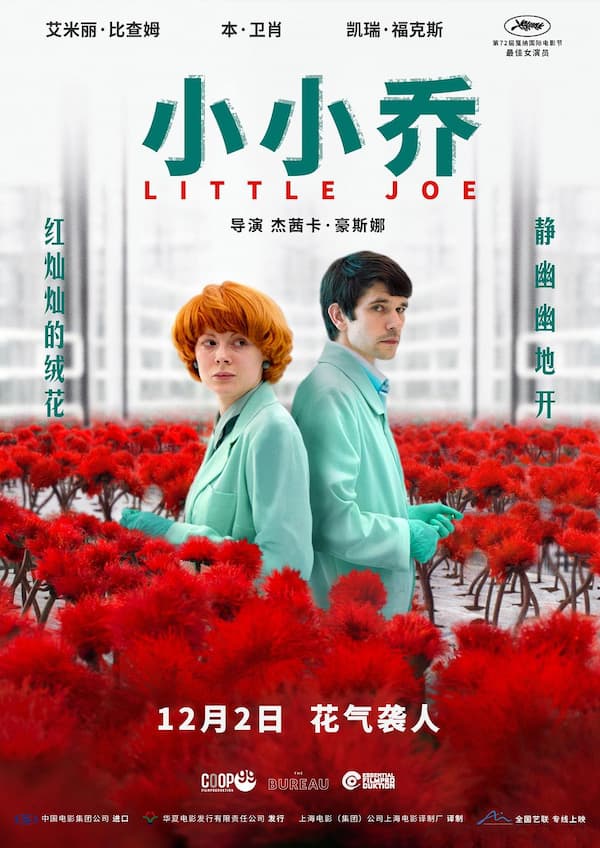 艾米丽·比查姆 本·卫肖 凯瑞·福克斯
第72届戛纳国际电影节
最佳女演员
小小乔
LITTLE JOE
导演 杰茜卡·豪斯娜
红灿灿的绒花
静幽幽地开
12月2日 花气袭人
COOP99
FILMPRODUKTION
THE
BUREAU
ESSENTIAL
FILMPRO
DUKTION
中国电影集团公司 进口 华夏电影发行有限责任公司 发行 上海电影（集团）公司上海电影译制厂 译制 全国艺联 专线上映